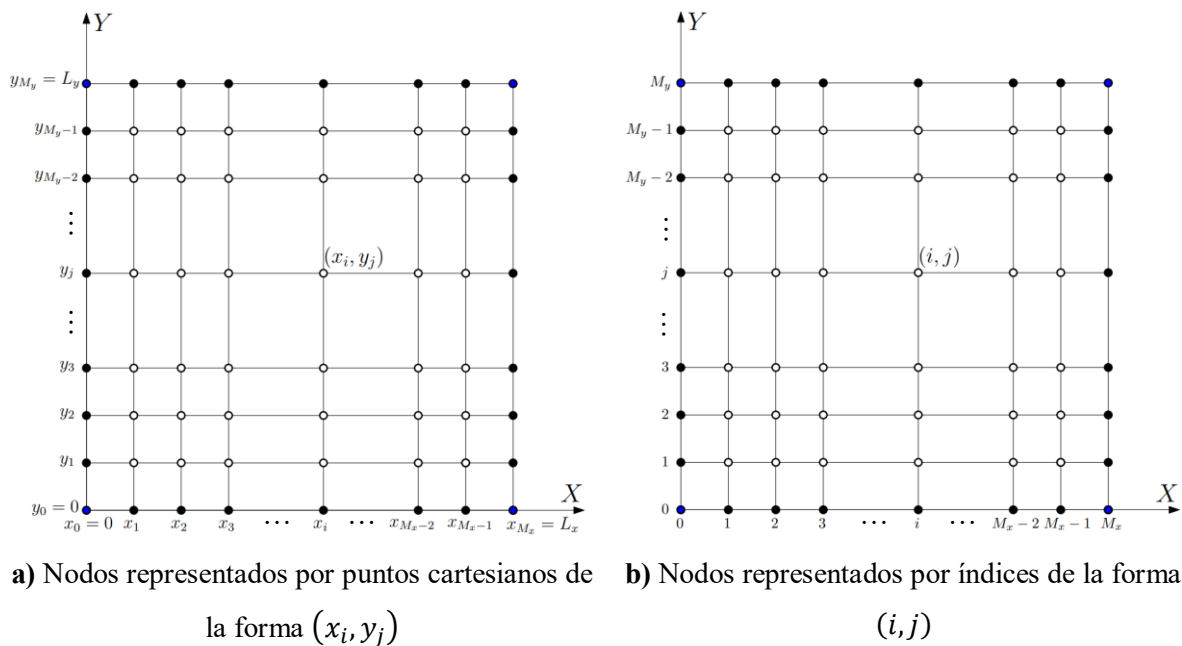 Y
y_{M_y} = L_y
y_{M_y-1}
y_{M_y-2}
⋮
(x_i, y_j)
y_j
⋮
y_3
y_2
y_1
X
y_0 = 0
x_0 = 0 x_1 x_2 x_3 ⋯ x_i ⋯ x_{M_x-2} x_{M_x-1} x_{M_x} = L_x
a) Nodos representados por puntos cartesianos de
la forma (x_i, y_j)
Y
M_y
M_y − 1
M_y − 2
⋮
(i, j)
j
⋮
3
2
1
X
0
0 1 2 3 ⋯ i ⋯ M_x − 2 M_x − 1 M_x
b) Nodos representados por índices de la forma
(i, j)